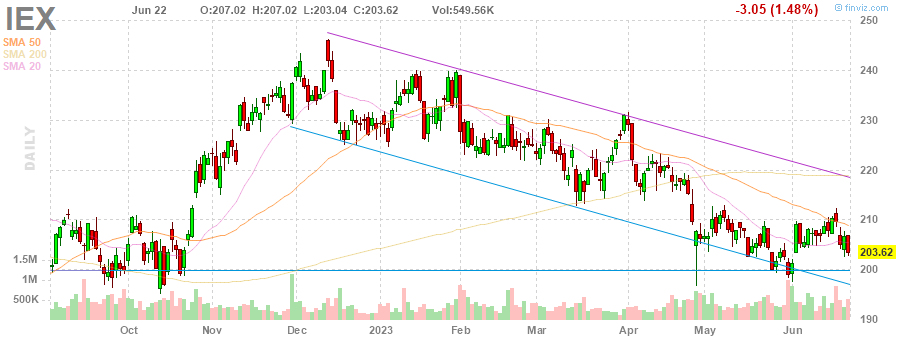 IEX
Jun 22 O:207.02 H:207.02 L:203.04 C:203.62 Vol:549.56K
-3.05 (1.48%)
© finviz.com
SMA 50
SMA 200
SMA 20
DAILY
250
240
230
220
210
203.62
200
190
1.5M
1M
500K
Oct Nov Dec 2023 Feb Mar Apr May Jun